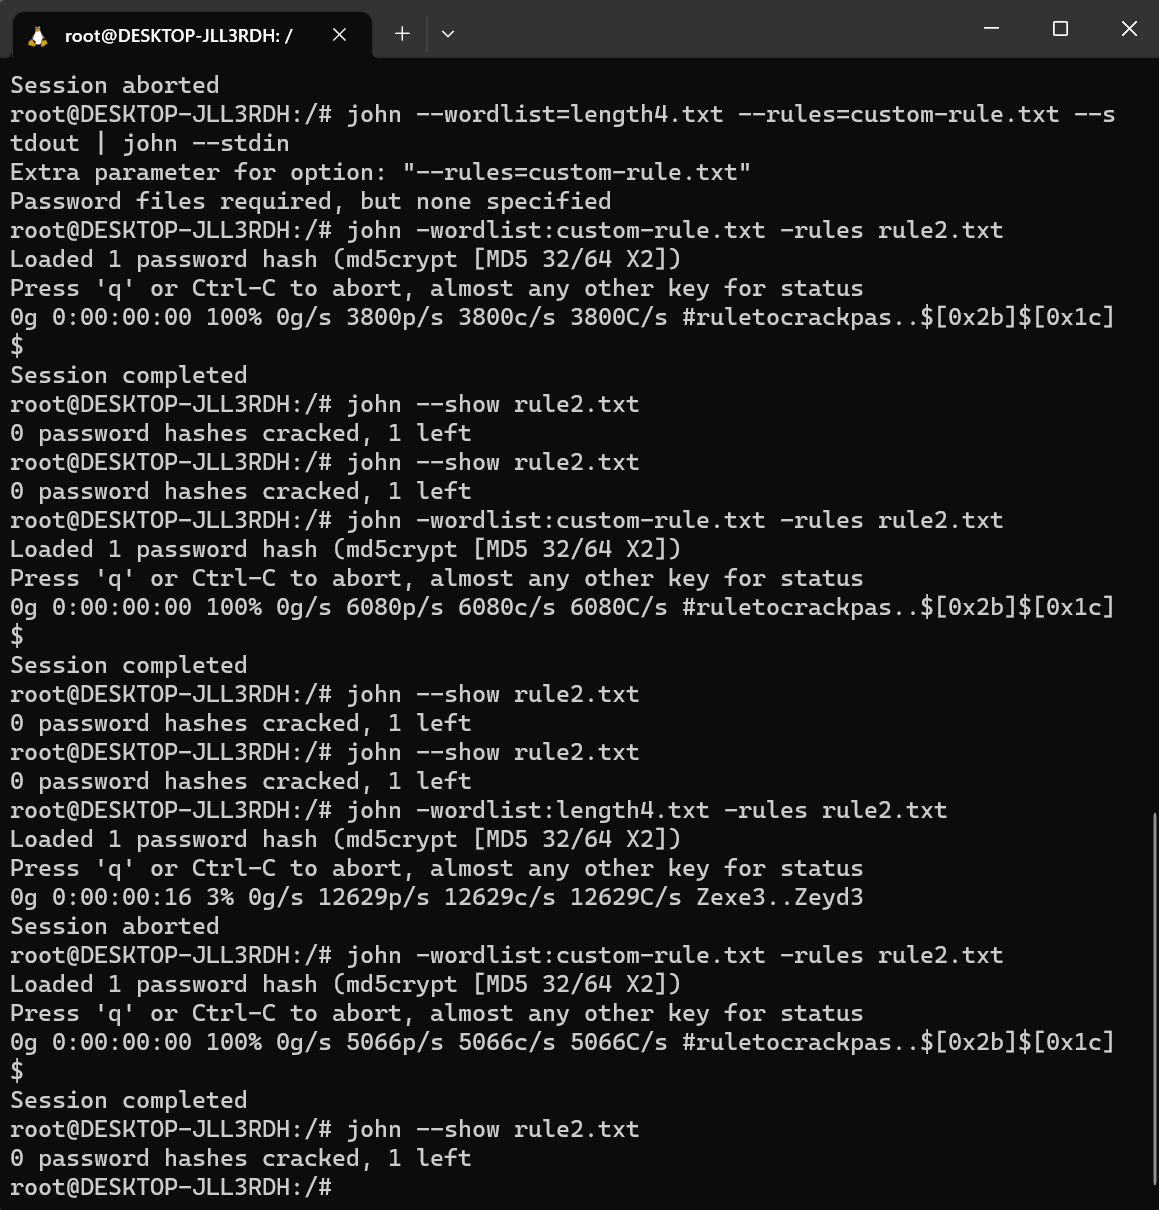 root@DESKTOP-JLL3RDH: /
Session aborted
root@DESKTOP-JLL3RDH:/# john --wordlist=length4.txt --rules=custom-rule.txt --s
tdout | john --stdin
Extra parameter for option: "--rules=custom-rule.txt"
Password files required, but none specified
root@DESKTOP-JLL3RDH:/# john -wordlist:custom-rule.txt -rules rule2.txt
Loaded 1 password hash (md5crypt [MD5 32/64 X2])
Press 'q' or Ctrl-C to abort, almost any other key for status
0g 0:00:00:00 100% 0g/s 3800p/s 3800c/s 3800C/s #ruletocrackpas..$[0x2b]$[0x1c]
$
Session completed
root@DESKTOP-JLL3RDH:/# john --show rule2.txt
0 password hashes cracked, 1 left
root@DESKTOP-JLL3RDH:/# john --show rule2.txt
0 password hashes cracked, 1 left
root@DESKTOP-JLL3RDH:/# john -wordlist:custom-rule.txt -rules rule2.txt
Loaded 1 password hash (md5crypt [MD5 32/64 X2])
Press 'q' or Ctrl-C to abort, almost any other key for status
0g 0:00:00:00 100% 0g/s 6080p/s 6080c/s 6080C/s #ruletocrackpas..$[0x2b]$[0x1c]
$
Session completed
root@DESKTOP-JLL3RDH:/# john --show rule2.txt
0 password hashes cracked, 1 left
root@DESKTOP-JLL3RDH:/# john --show rule2.txt
0 password hashes cracked, 1 left
root@DESKTOP-JLL3RDH:/# john -wordlist:length4.txt -rules rule2.txt
Loaded 1 password hash (md5crypt [MD5 32/64 X2])
Press 'q' or Ctrl-C to abort, almost any other key for status
0g 0:00:00:16 3% 0g/s 12629p/s 12629c/s 12629C/s Zexe3..Zeyd3
Session aborted
root@DESKTOP-JLL3RDH:/# john -wordlist:custom-rule.txt -rules rule2.txt
Loaded 1 password hash (md5crypt [MD5 32/64 X2])
Press 'q' or Ctrl-C to abort, almost any other key for status
0g 0:00:00:00 100% 0g/s 5066p/s 5066c/s 5066C/s #ruletocrackpas..$[0x2b]$[0x1c]
$
Session completed
root@DESKTOP-JLL3RDH:/# john --show rule2.txt
0 password hashes cracked, 1 left
root@DESKTOP-JLL3RDH:/#